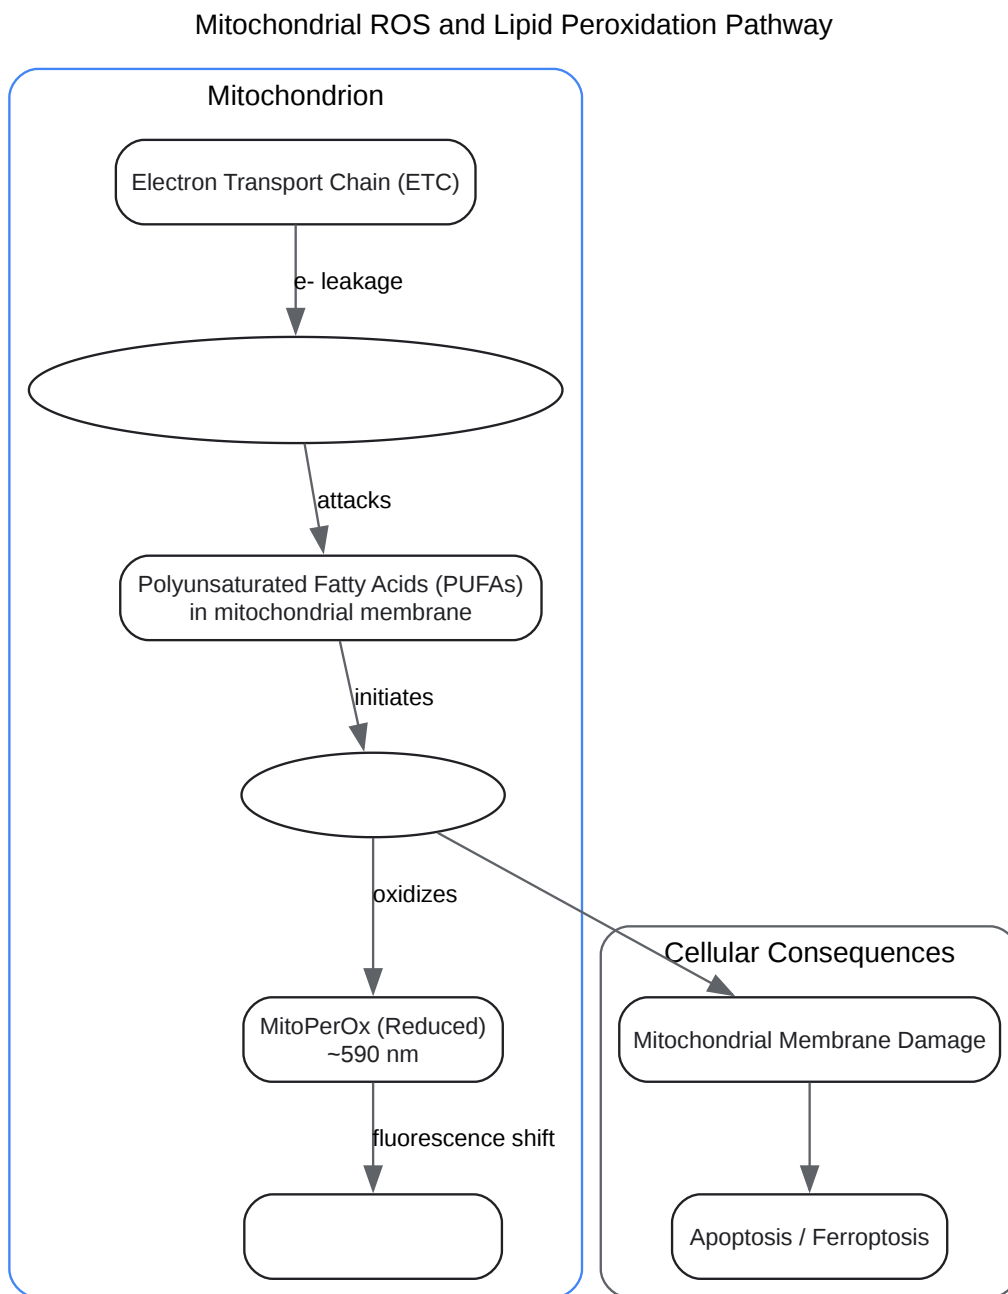 Mitochondrial ROS and Lipid Peroxidation Pathway
Mitochondrion
Electron Transport Chain (ETC)
e- leakage
attacks
Polyunsaturated Fatty Acids (PUFAs)
in mitochondrial membrane
initiates
oxidizes
MitoPerOx (Reduced)
~590 nm
fluorescence shift
Cellular Consequences
Mitochondrial Membrane Damage
Apoptosis / Ferroptosis